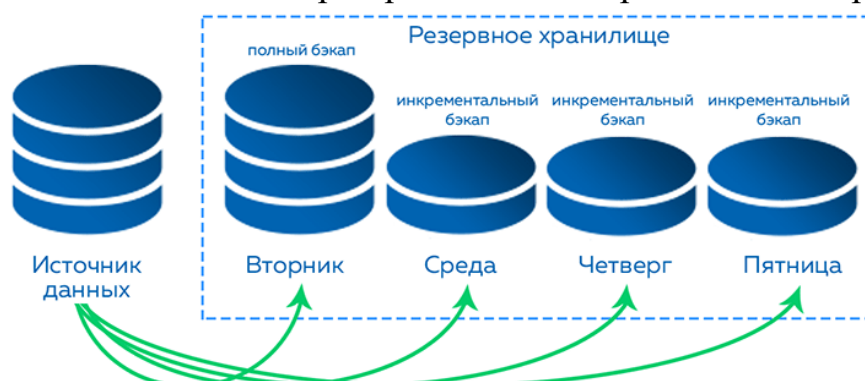 Резервное хранилище
полный бэкап
инкрементальный
бэкап
инкрементальный
бэкап
инкрементальный
бэкап
Источник
данных
Вторник
Среда
Четверг
Пятница